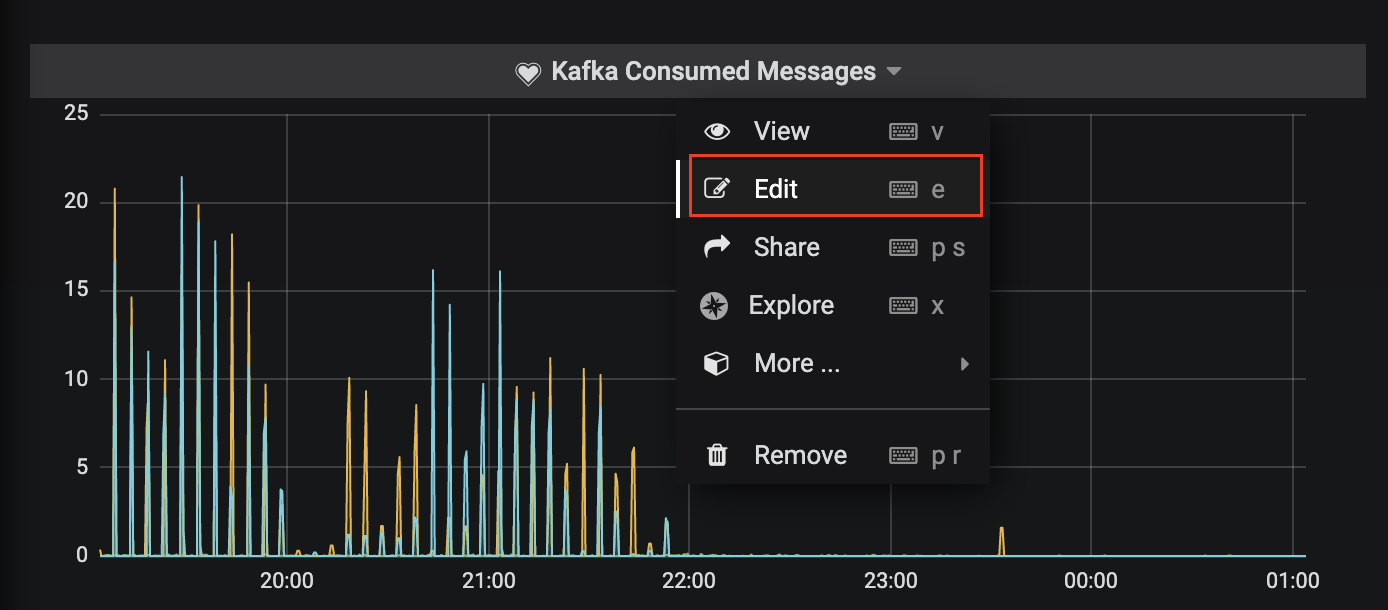 Kafka Consumed Messages
25
20
15
10
5
0
20:00 21:00 22:00 23:00 00:00 01:00
View v
Edit e
Share p s
Explore x
More ...
Remove p r